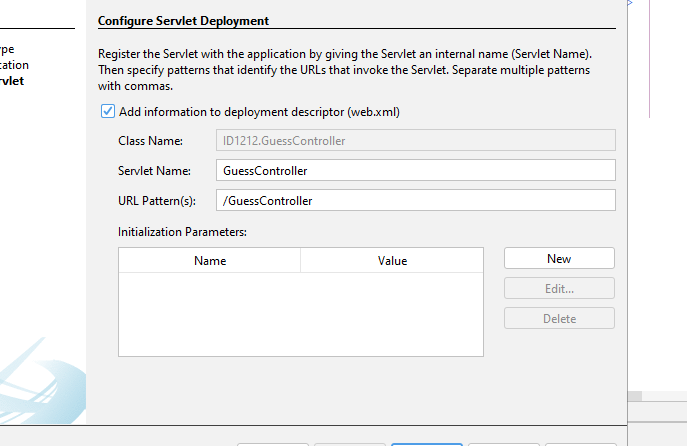 Configure Servlet Deployment
Register the Servlet with the application by giving the Servlet an internal name (Servlet Name).
Then specify patterns that identify the URLs that invoke the Servlet. Separate multiple patterns
with commas.
Add information to deployment descriptor (web.xml)
Class Name: ID1212.GuessController
Servlet Name: GuessController
URL Pattern(s): /GuessController
Initialization Parameters:
Name Value
New
Edit...
Delete